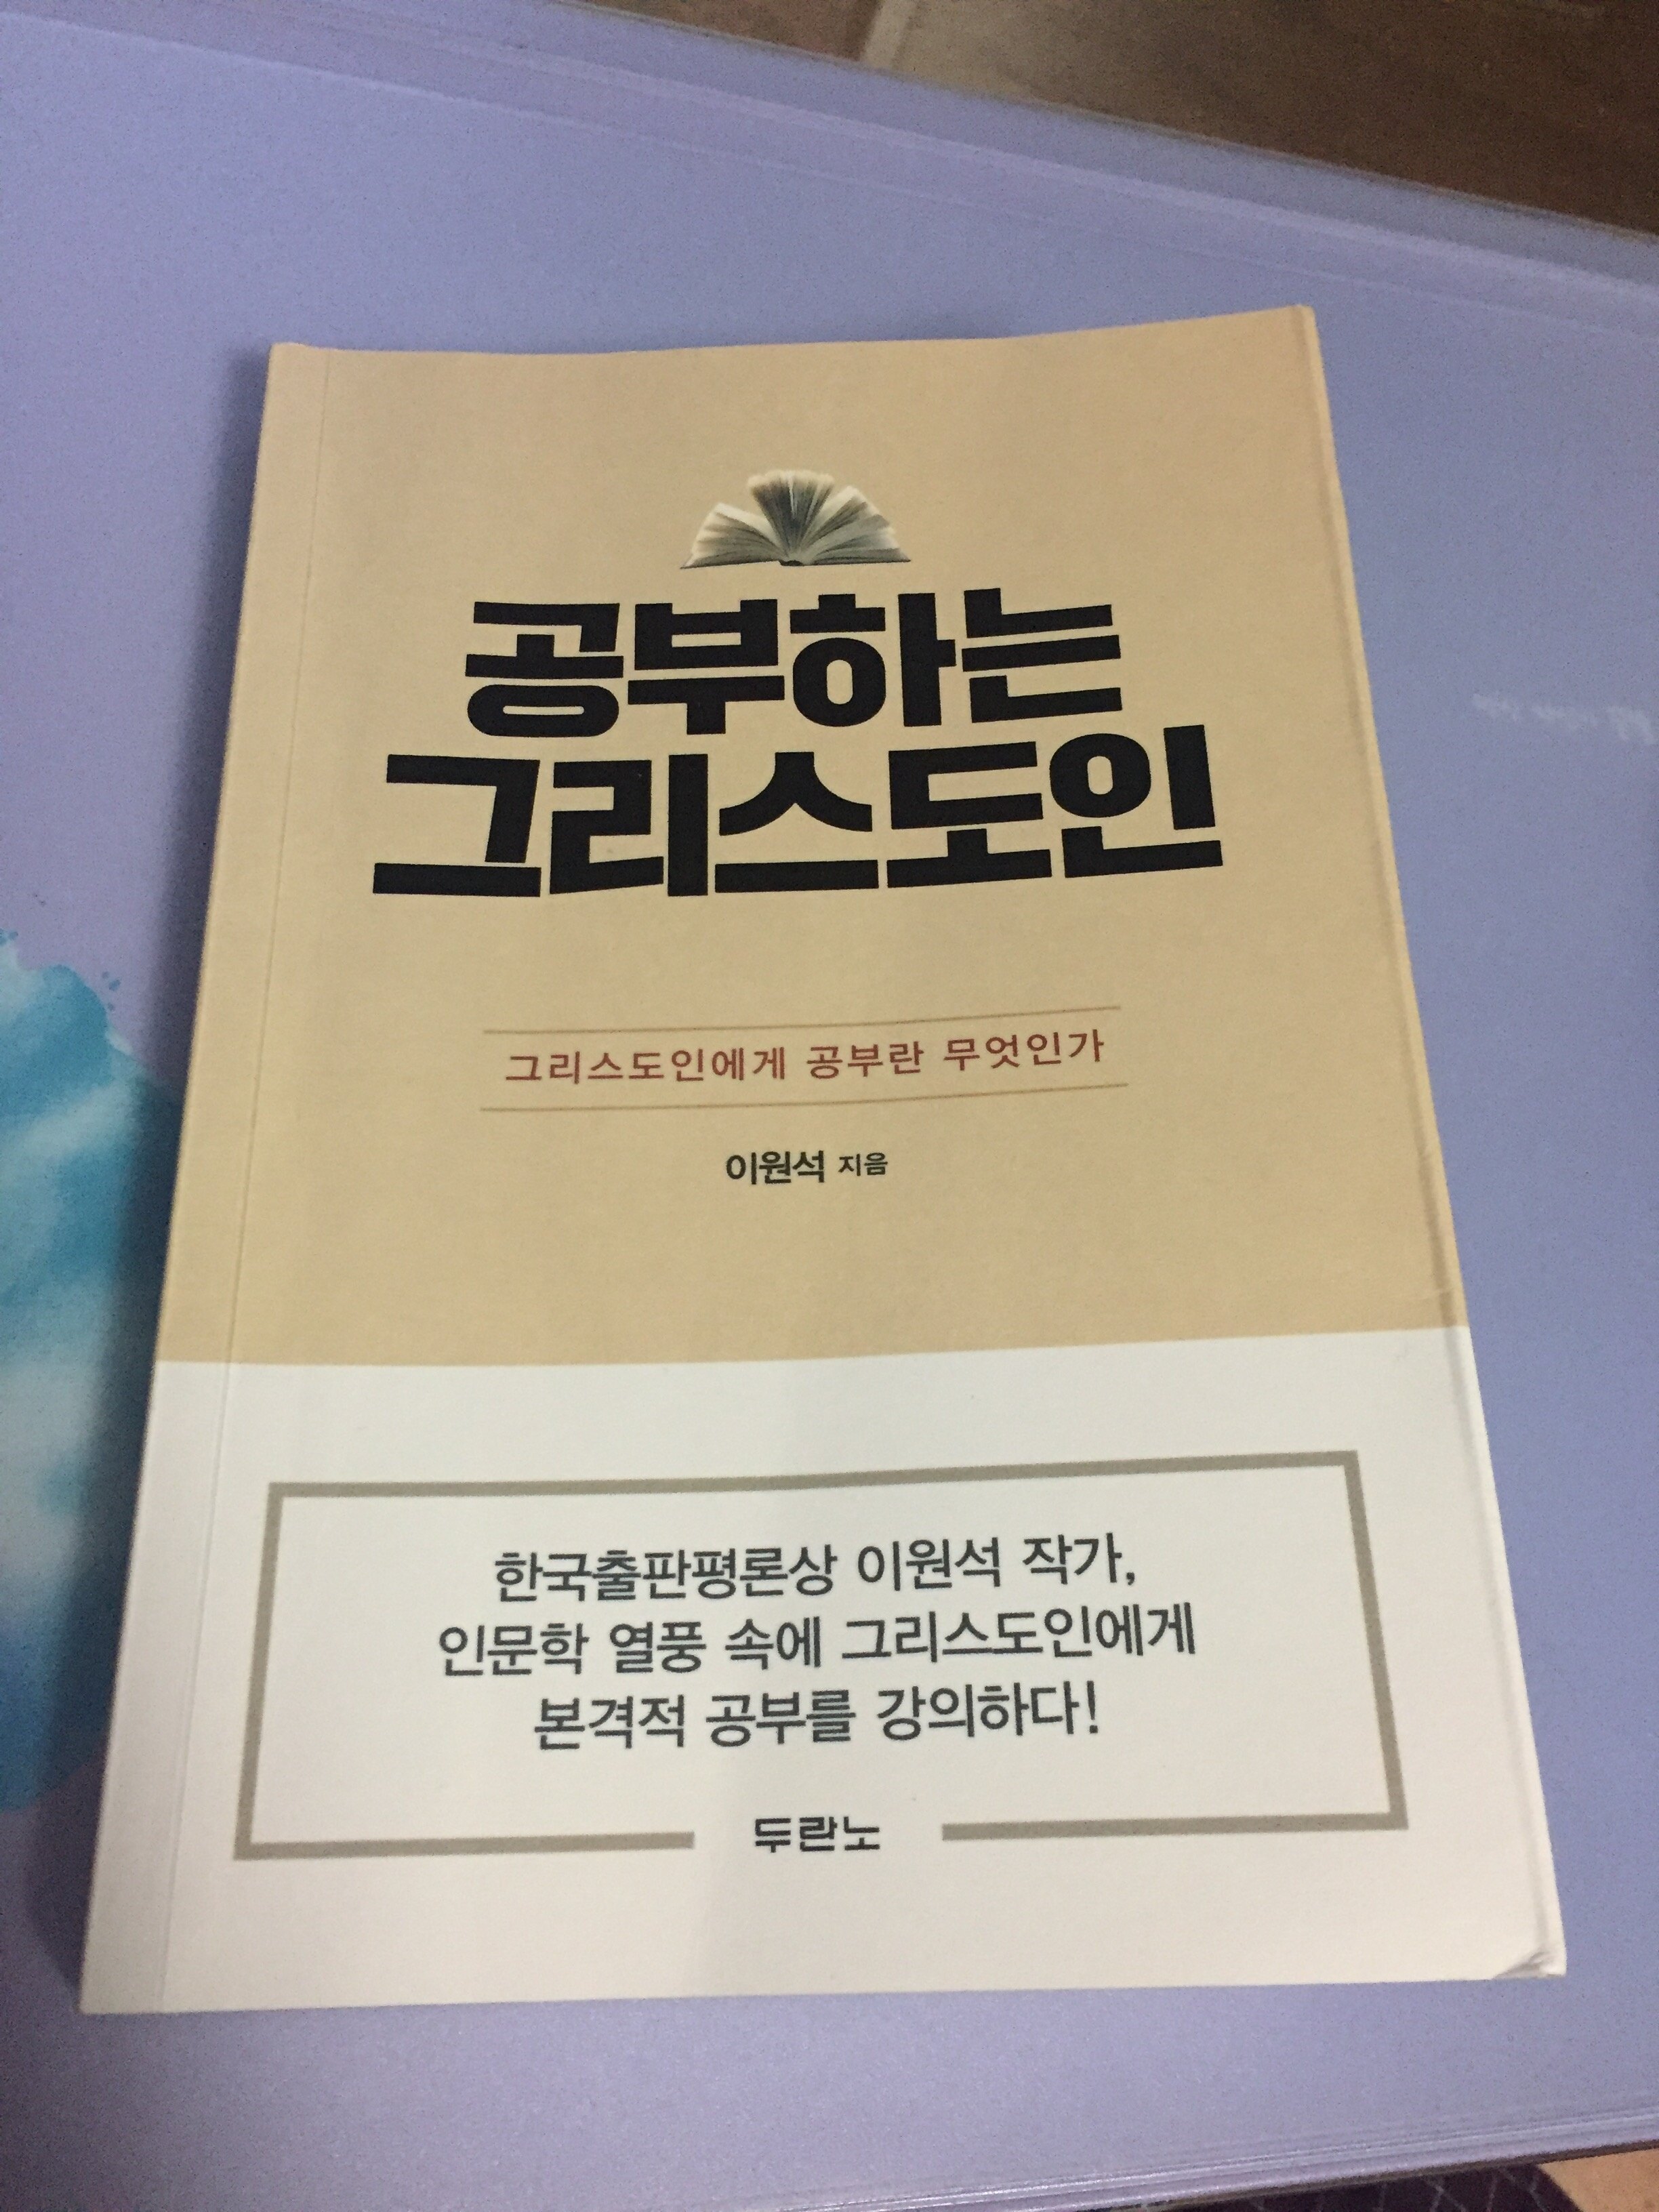 공부하는
그리스도인
그리스도인에게 공부란 무엇인가
이원석 지음
한국출판평론상 이원석 작가,
인문학 열풍 속에 그리스도인에게
본격적 공부를 강의하다!
두란노